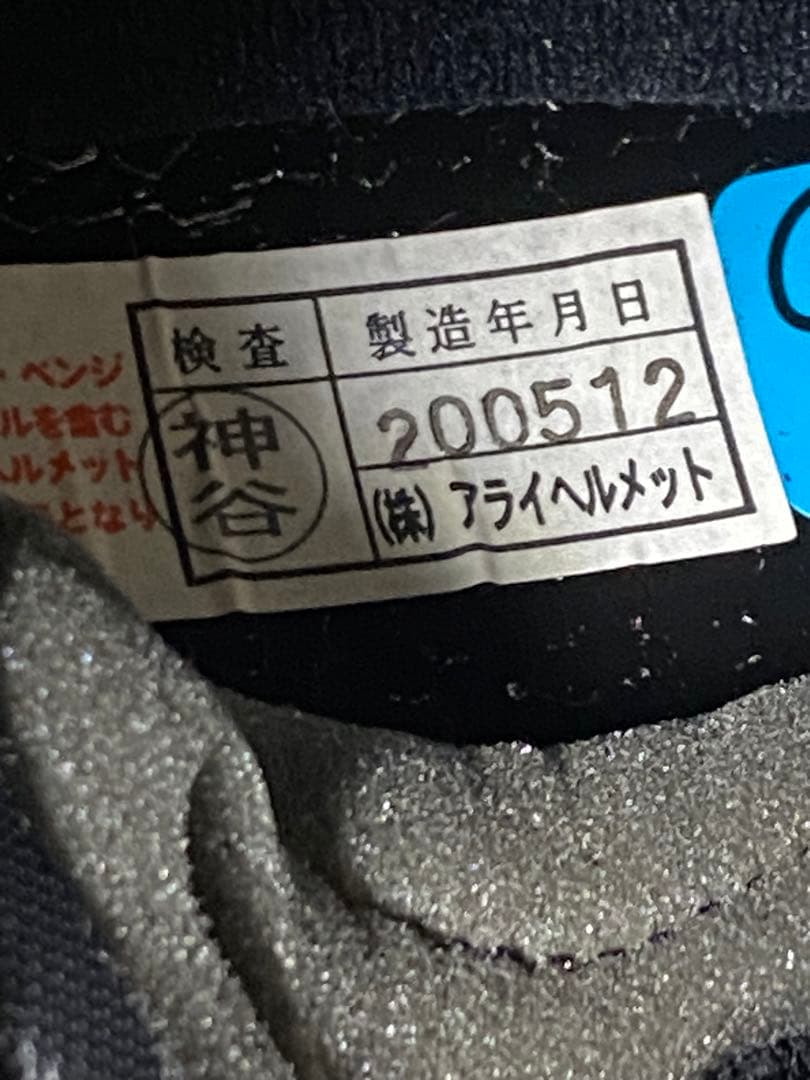 検査
製造年月日
神谷
200512
(株) アライヘルメット
ベンジ
ルを含む
ヘルメット
となり